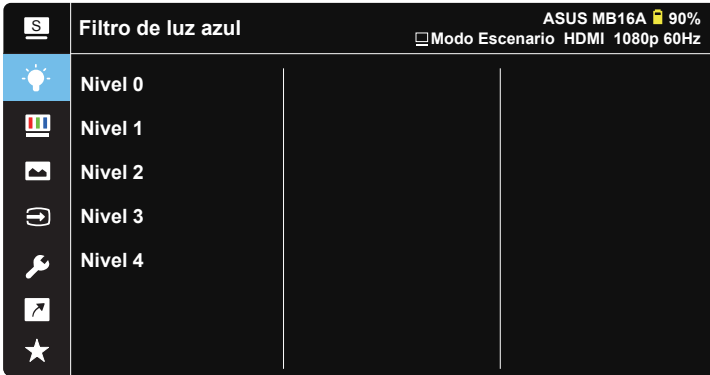 S
Filtro de luz azul
ASUS MB16A 90%
Modo Escenario HDMI 1080p 60Hz
Nivel 0
Nivel 1
Nivel 2
Nivel 3
Nivel 4